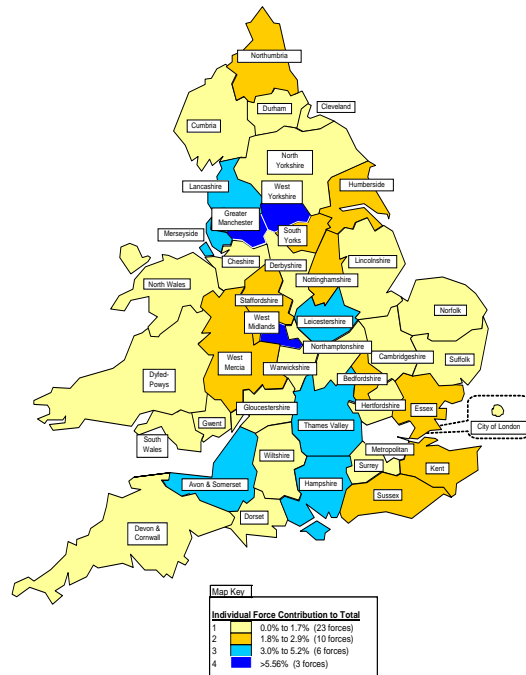 Northumbria
Durham
Cleveland
Cumbria
North
Yorkshire
Lancashire
West
Yorkshire
Humberside
Greater
Manchester
South
Yorks
Merseyside
Cheshire
Derbyshire
Lincolnshire
Nottinghamshire
North Wales
Staffordshire
Norfolk
West
Midlands
Leicestershire
Northamptonshire
Cambridgeshire
Suffolk
West
Mercia
Warwickshire
Dyfed-
Powys
Bedfordshire
Gloucestershire
Hertfordshire
Essex
Gwent
Thames Valley
City of London
South
Wales
Metropolitan
Wiltshire
Surrey
Kent
Avon & Somerset
Hampshire
Sussex
Dorset
Devon &
Cornwall
Map Key
Individual Force Contribution to Total
1 0.0% to 1.7% (23 forces)
2 1.8% to 2.9% (10 forces)
3 3.0% to 5.2% (6 forces)
4 >5.56% (3 forces)